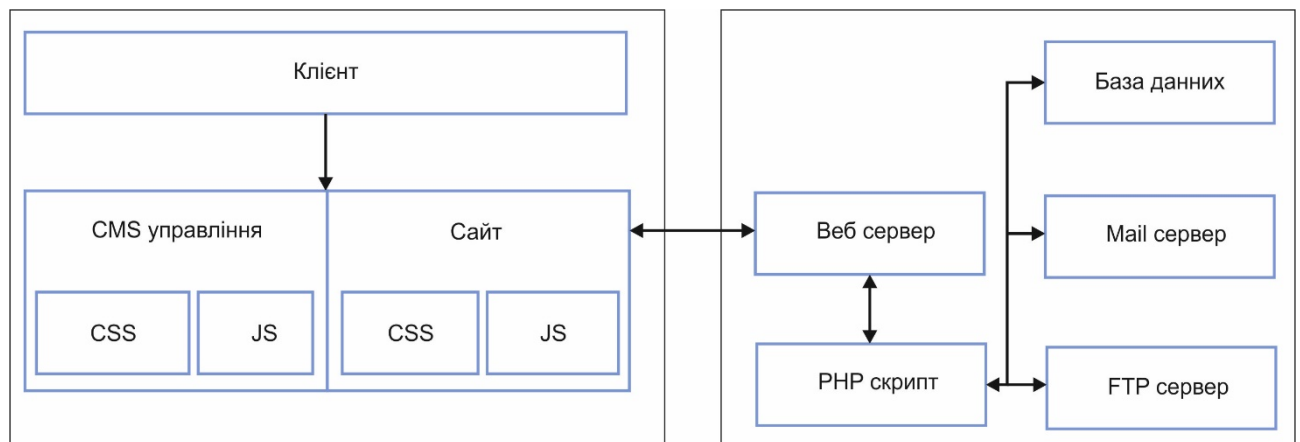 Клієнт
CMS управління
Сайт
CSS
JS
CSS
JS
Веб сервер
PHP скрипт
База данних
Mail сервер
FTP сервер